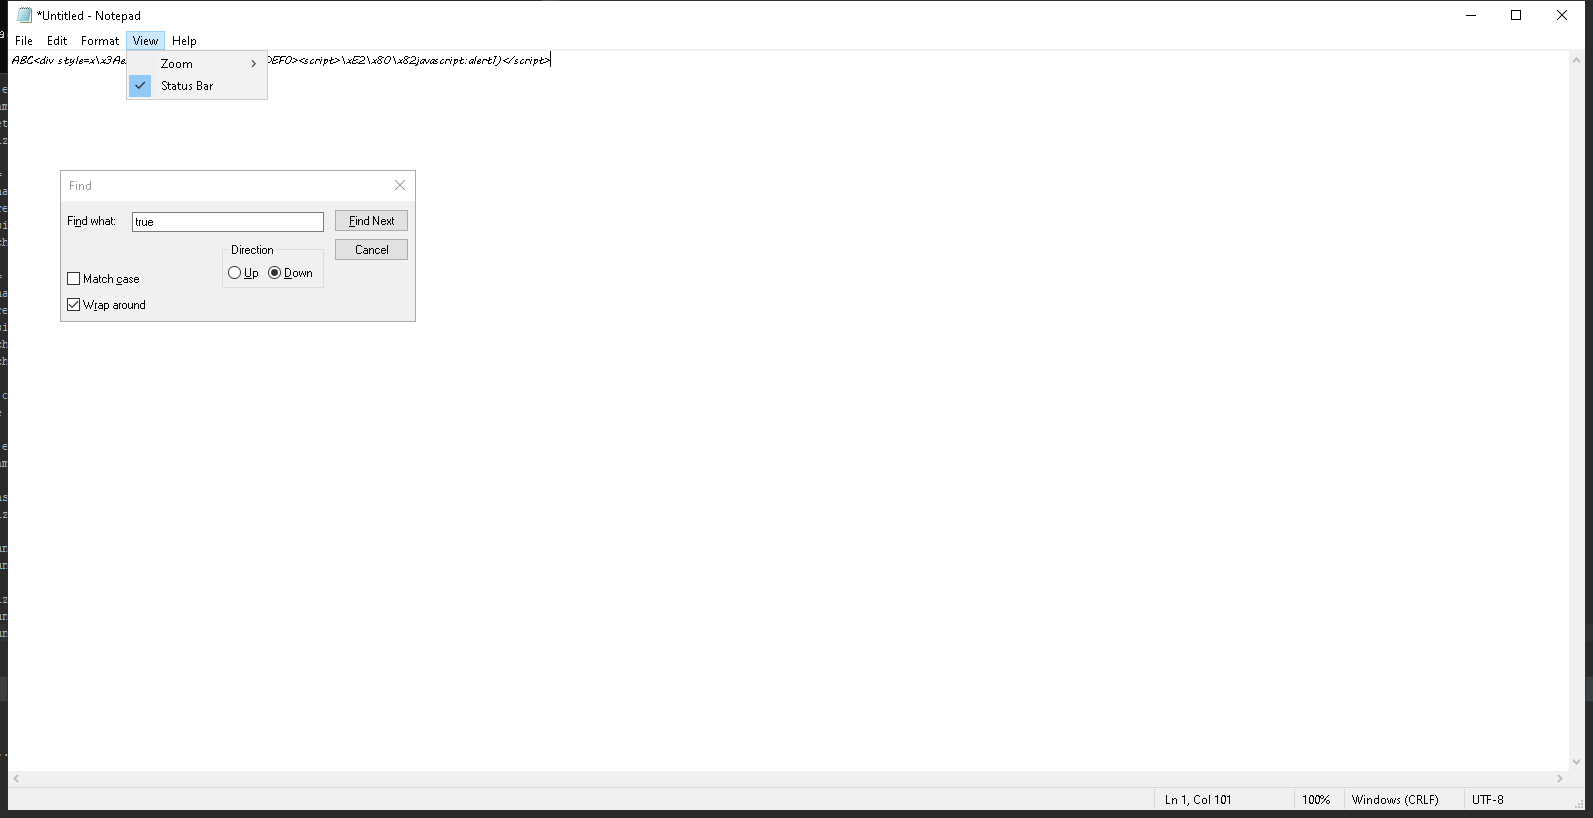 *Untitled - Notepad
File Edit Format View Help
ABC<div style=x\x3Ae
DEF0><script>\xE2\x80\x82javascript:alert1)</script>
Zoom
Status Bar
Find
Find what: true
Find Next
Direction
Cancel
Up Down
Match case
Wrap around
Ln 1, Col 101 100% Windows (CRLF) UTF-8